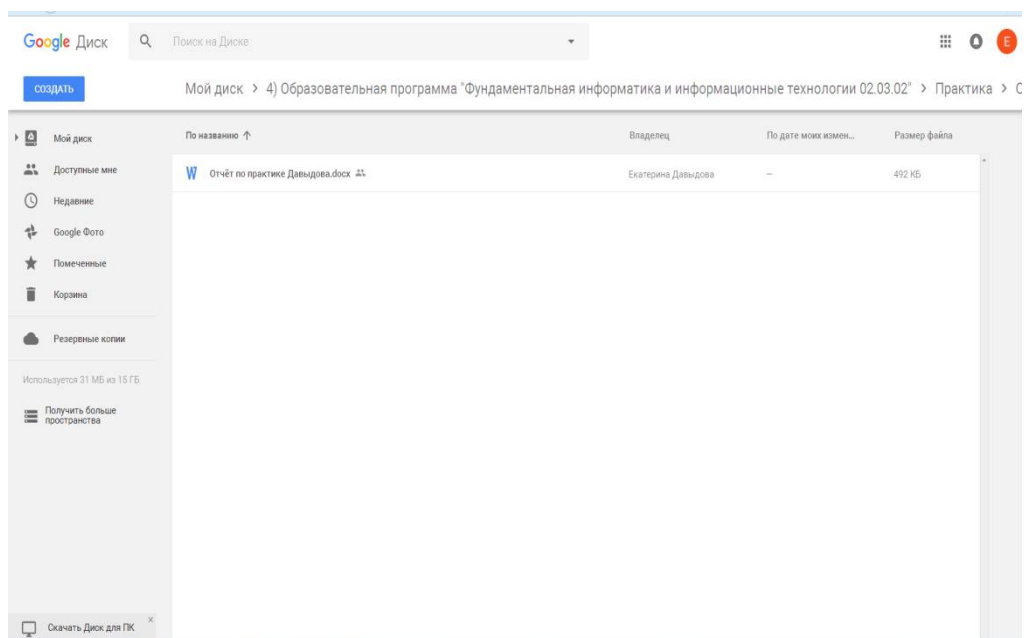 Google Диск
Поиск на Диске
E
СОЗДАТЬ
Мой диск > 4) Образовательная программа "Фундаментальная информатика и информационные технологии 02.03.02" > Практика >
Мой диск
Доступные мне
Недавние
Google Фото
Помеченные
Корзина
Резервные копии
Используется 31 МБ из 15 ГБ
Получить больше
пространства
Скачать Диск для ПК
По названию ↑ Владелец По дате моих измен... Размер файла
W Отчёт по практике Давыдова.docx Екатерина Давыдова – 492 КБ